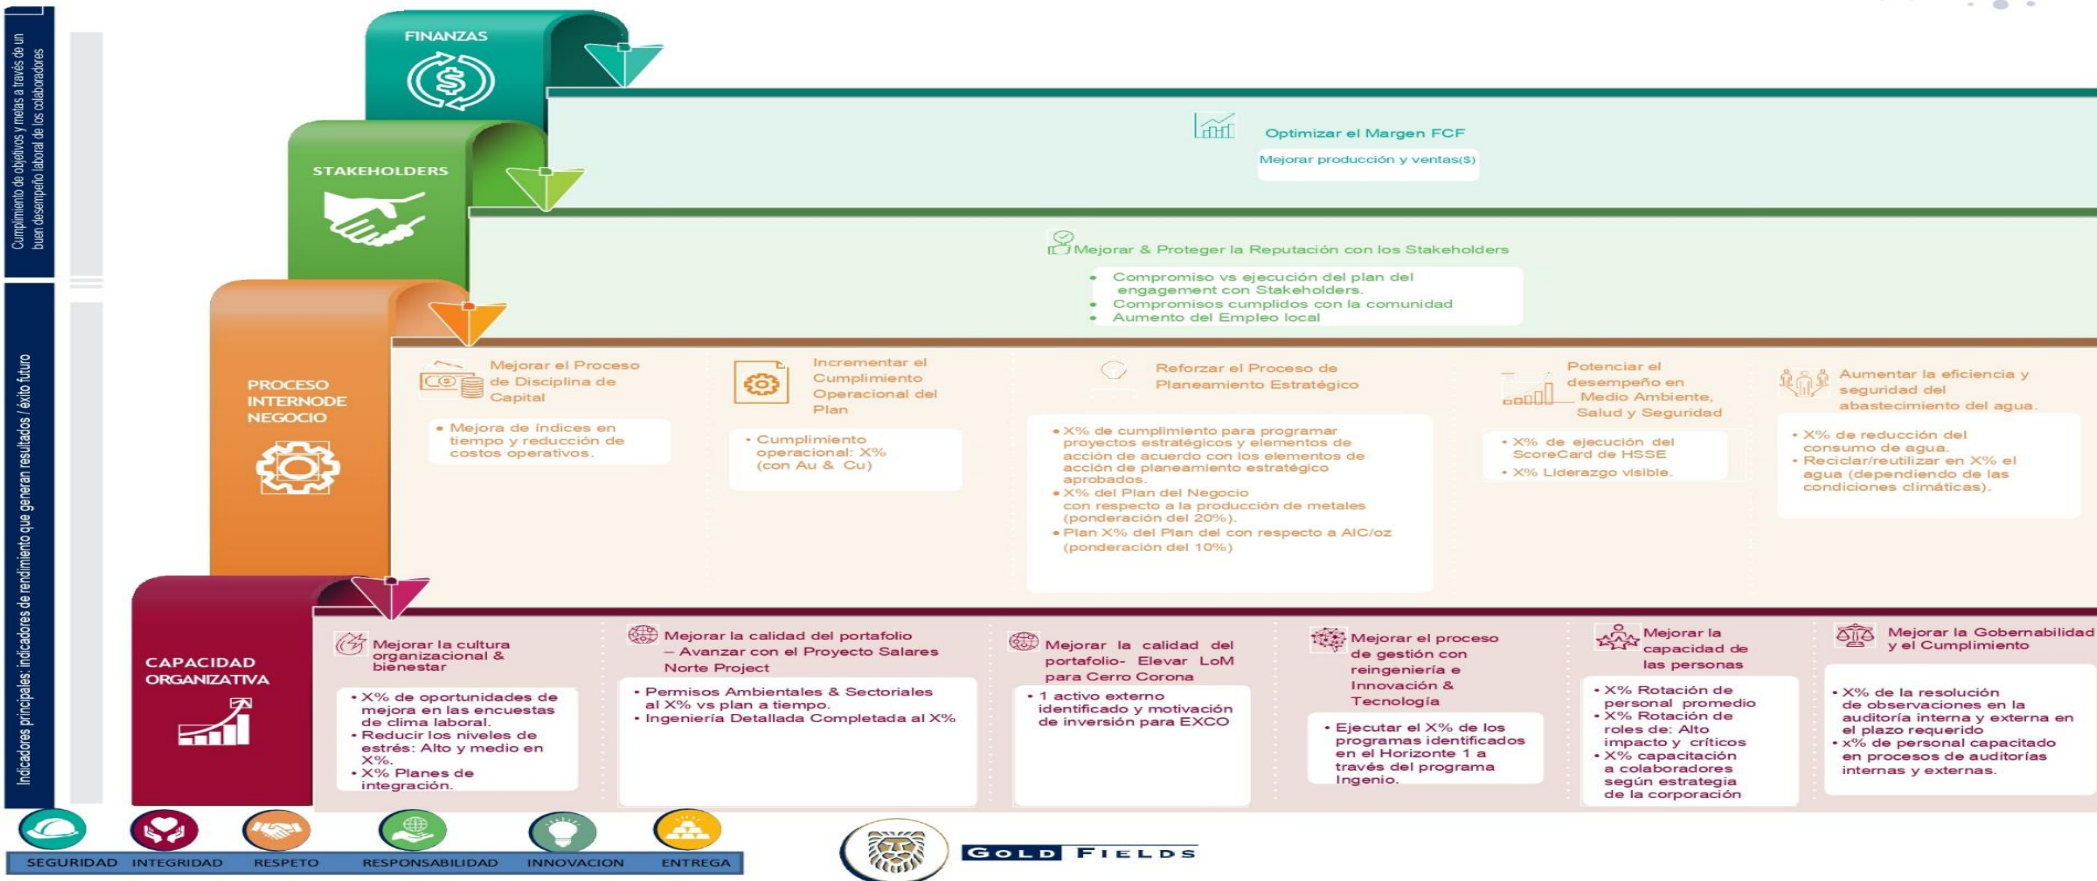 Cumplimiento de objetivos y metas a través de un
buen desempeño laboral de los colaboradores
FINANZAS
Optimizar el Margen FCF
Mejorar producción y ventas($)
STAKEHOLDERS
Mejorar & Proteger la Reputación con los Stakeholders
• Compromiso vs ejecución del plan del
engagement con Stakeholders.
• Compromisos cumplidos con la comunidad
• Aumento del Empleo local
Indicadores principales: indicadores de rendimiento que generan resultados / éxito futuro
PROCESO
INTERNODE
NEGOCIO
Mejorar el Proceso
de Disciplina de
Capital
• Mejora de índices en
tiempo y reducción de
costos operativos.
Incrementar el
Cumplimiento
Operacional del
Plan
• Cumplimiento
operacional: X%
(con Au & Cu)
Reforzar el Proceso de
Planeamiento Estratégico
• X% de cumplimiento para programar
proyectos estratégicos y elementos de
acción de acuerdo con los elementos de
acción de planeamiento estratégico
aprobados.
• X% del Plan del Negocio
con respecto a la producción de metales
(ponderación del 20%).
• Plan X% del Plan del con respecto a AIC/oz
(ponderación del 10%)
Potenciar el
desempeño en
Medio Ambiente,
Salud y Seguridad
• X% de ejecución del
ScoreCard de HSSE
• X% Liderazgo visible.
Aumentar la eficiencia y
seguridad del
abastecimiento del agua.
• X% de reducción del
consumo de agua.
• Reciclar/reutilizar en X% el
agua (dependiendo de las
condiciones climáticas).
CAPACIDAD
ORGANIZATIVA
Mejorar la cultura
organizacional &
bienestar
• X% de oportunidades de
mejora en las encuestas
de clima laboral.
• Reducir los niveles de
estrés: Alto y medio en
X%.
• X% Planes de
integración.
Mejorar la calidad del portafolio
– Avanzar con el Proyecto Salares
Norte Project
• Permisos Ambientales & Sectoriales
al X% vs plan a tiempo.
• Ingeniería Detallada Completada al X%
Mejorar la calidad del
portafolio- Elevar LoM
para Cerro Corona
• 1 activo externo
identificado y motivación
de inversión para EXCO
Mejorar el proceso
de gestión con
reingeniería e
Innovación &
Tecnología
• Ejecutar el X% de los
programas identificados
en el Horizonte 1 a
través del programa
Ingenio.
Mejorar la
capacidad de
las personas
• X% Rotación de
personal promedio
• X% Rotación de
roles de: Alto
impacto y críticos
• X% capacitación
a colaboradores
según estrategia
de la corporación
Mejorar la Gobernabilidad
y el Cumplimiento
• X% de la resolución
de observaciones en la
auditoría interna y externa en
el plazo requerido
• x% de personal capacitado
en procesos de auditorías
internas y externas.
SEGURIDAD INTEGRIDAD RESPETO RESPONSABILIDAD INNOVACION ENTREGA
GOLD FIELDS